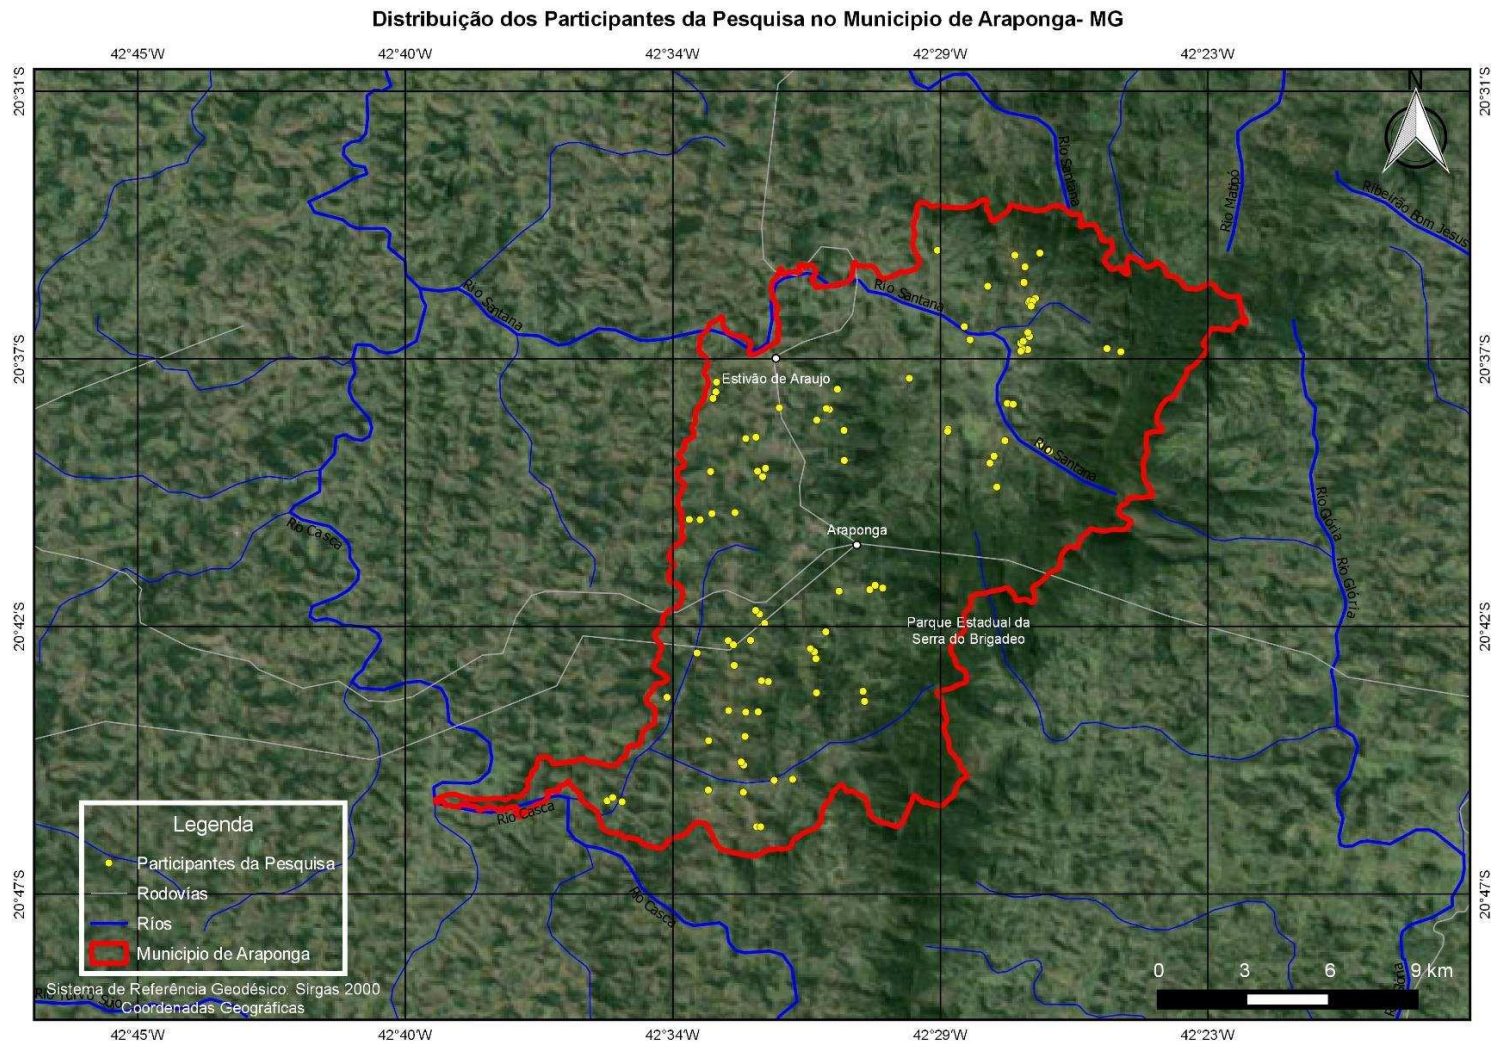 Distribuição dos Participantes da Pesquisa no Municipio de Araponga- MG
42°45'W
42°40'W
42°34'W
42°29'W
42°23'W
20°31'S
20°31'S
N
Rio Santana
Rio Matipó
Ribeirão Bom Jesus
Rio Santana
Rio Santana
20°37'S
20°37'S
Estivão de Araujo
Rio Santana
Rio Casca
Araponga
Rio Glória
Rio Glória
20°42'S
20°42'S
Parque Estadual da
Serra do Brigadeo
Rio Casca
Rio Casca
20°47'S
20°47'S
Legenda
Participantes da Pesquisa
Rodovías
Ríos
Municipio de Araponga
Sistema de Referência Geodésico: Sirgas 2000
Coordenadas Geográficas
Rio Turvo Sujo
0 3 6 9 km
42°45'W
42°40'W
42°34'W
42°29'W
42°23'W